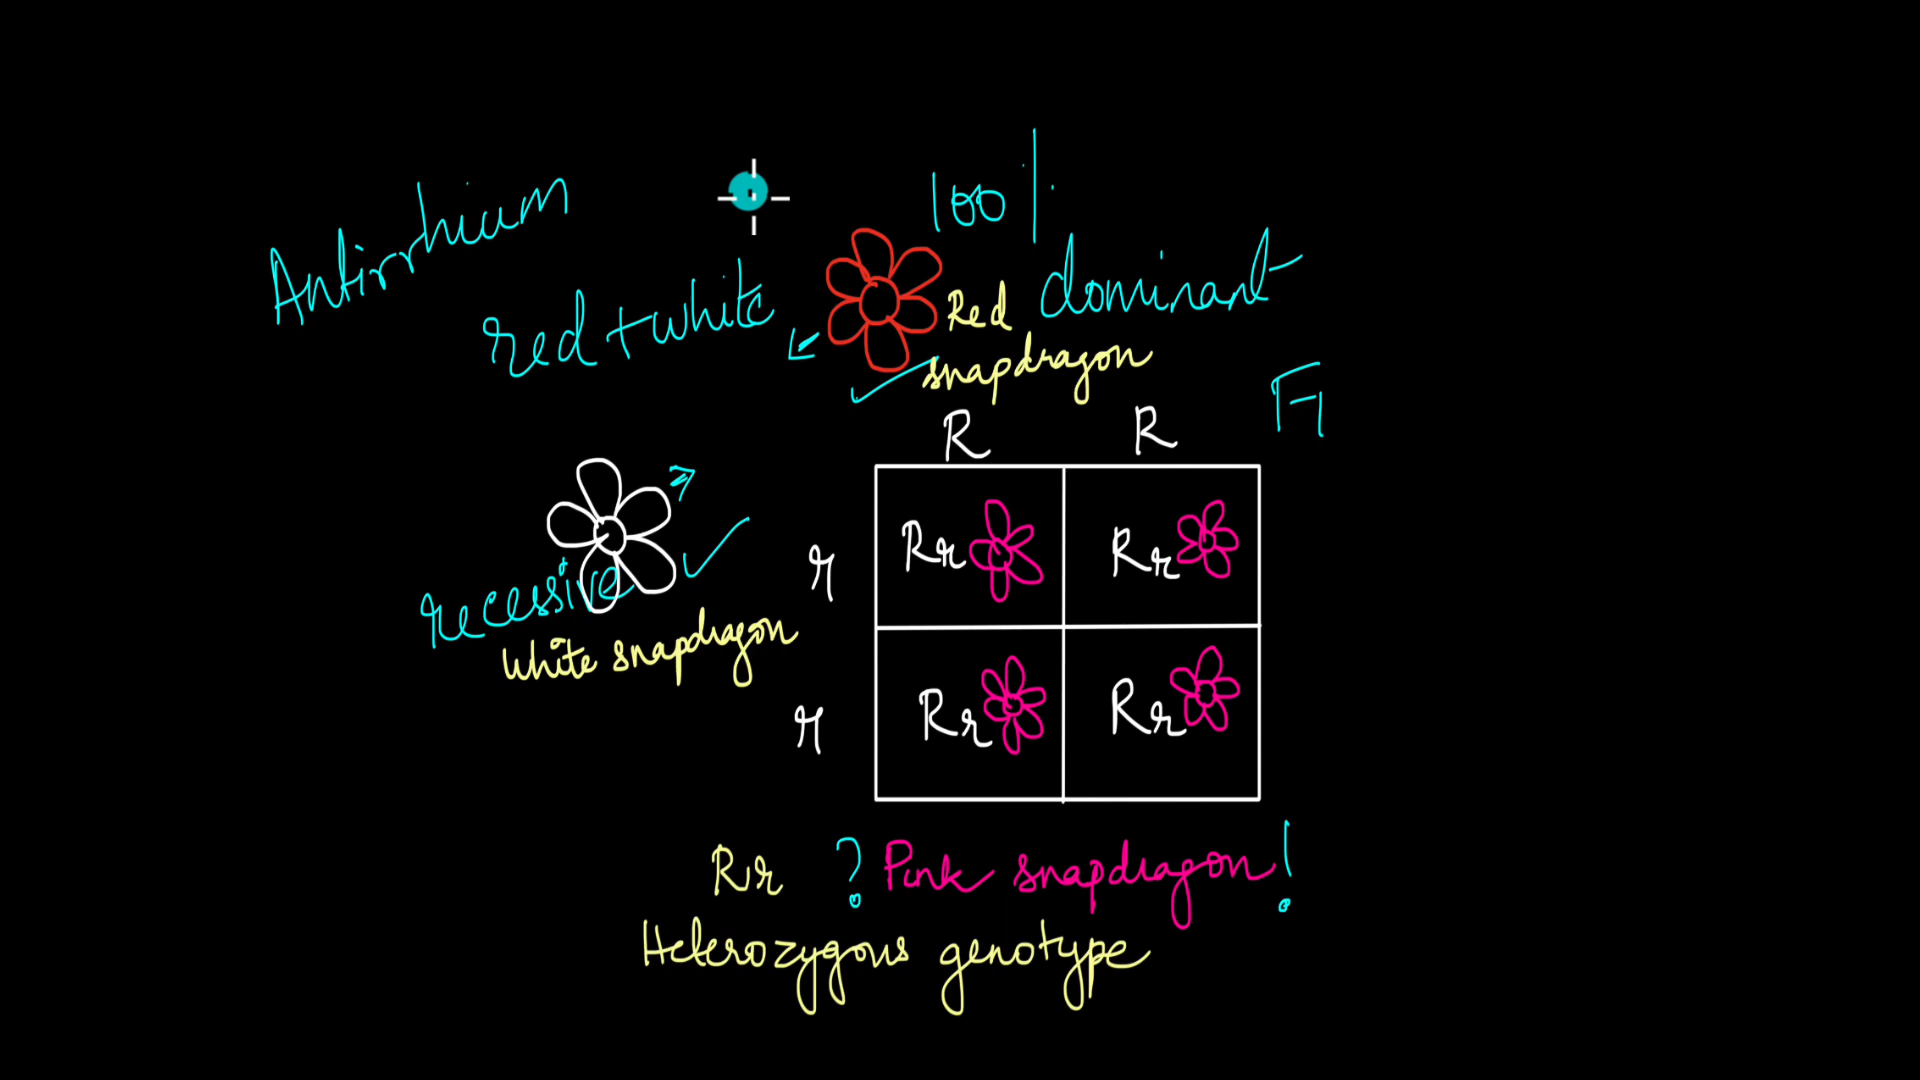 Antirrhium
100%
red + white
Red
dominant
snapdragon
F1
R R
r Rr Rr
recessive
White snapdragon
r Rr Rr
Rr ? Pink snapdragon!
Heterozygous genotype